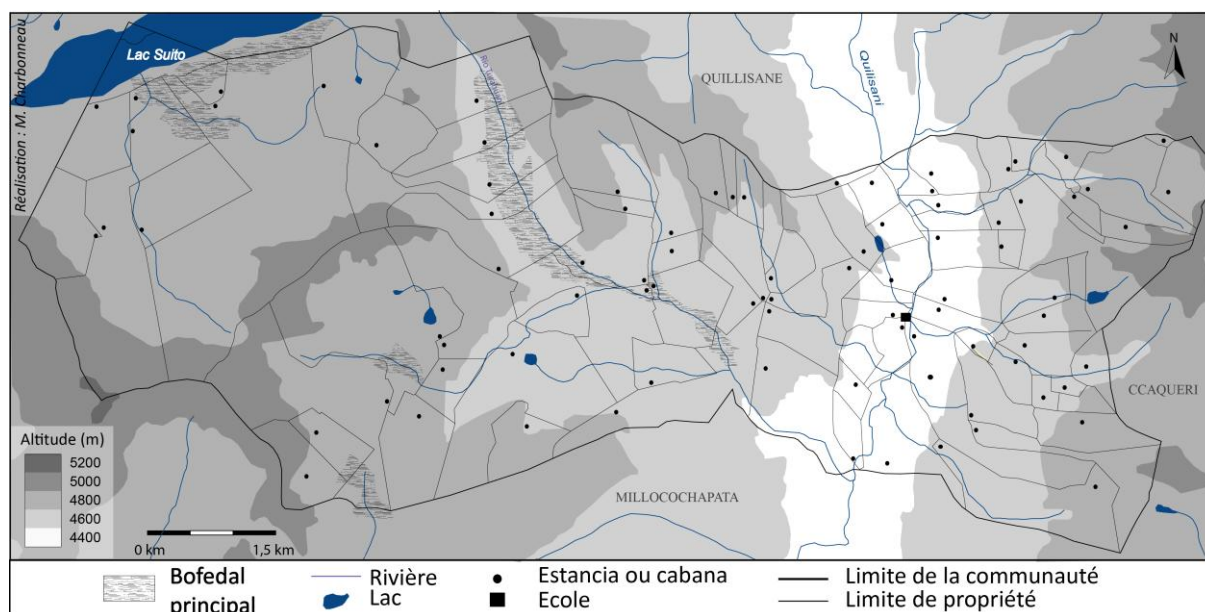 Lac Suito
Réalisation : M. Charbonneau
QUILLISANE
Quilisani
N
CCAQUERI
MILLOCOCHAPATA
Altitude (m)
5200
5000
4800
4600
4400
0 km
1,5 km
Bofedal
principal
Rivière
Lac
Estancia ou cabana
Ecole
Limite de la communauté
Limite de propriété